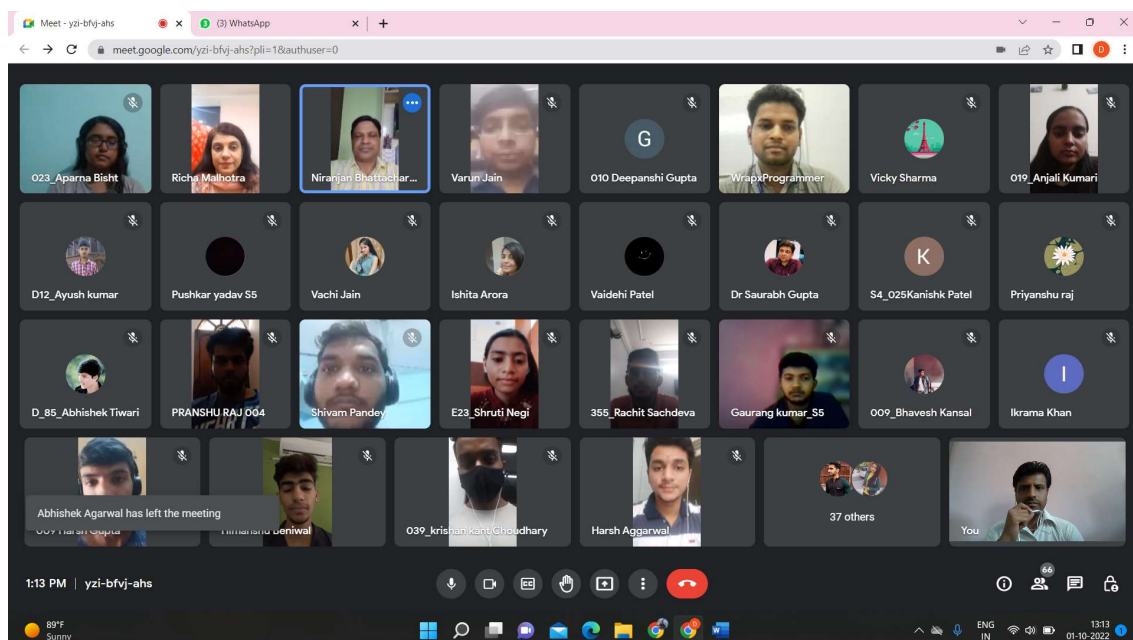 Meet - yzi-bfvj-ahs
(3) WhatsApp
meet.google.com/yzi-bfvj-ahs?pli=1&authuser=0
D
023_Aparna Bisht
Richa Malhotra
Niranjan Bhattachar...
Varun Jain
G
010 Deepanshi Gupta
WrapxProgrammer
Vicky Sharma
019_Anjali Kumari
D12_Ayush kumar
Pushkar yadav S5
Vachi Jain
Ishita Arora
Vaidehi Patel
Dr Saurabh Gupta
K
S4_025Kanishk Patel
Priyanshu raj
D_85_Abhishek Tiwari
PRANSHU RAJ 004
Shivam Pandey
E23_Shruti Negi
355_Rachit Sachdeva
Gaurang kumar_S5
009_Bhavesh Kansal
I
Ikrama Khan
Abhishek Agarwal has left the meeting
Harsh Gupta
Himanshu Beniwal
039_krishan kant Choudhary
Harsh Aggarwal
37 others
You
1:13 PM | yzi-bfvj-ahs
CC
66
89°F
Sunny
ENG
IN
13:13
01-10-2022